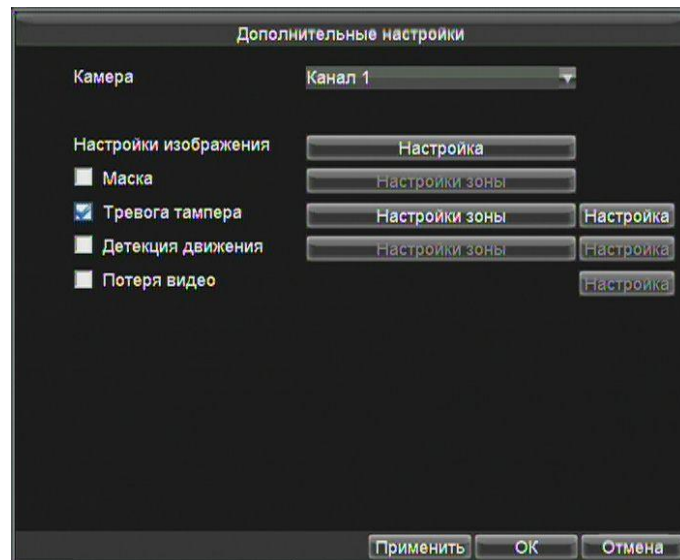 Дополнительные настройки
Камера Канал 1
Настройки изображения Настройка
Маска Настройки зоны
Тревога тампера Настройки зоны Настройка
Детекция движения Настройки зоны Настройка
Потеря видео Настройка
Применить ОК Отмена